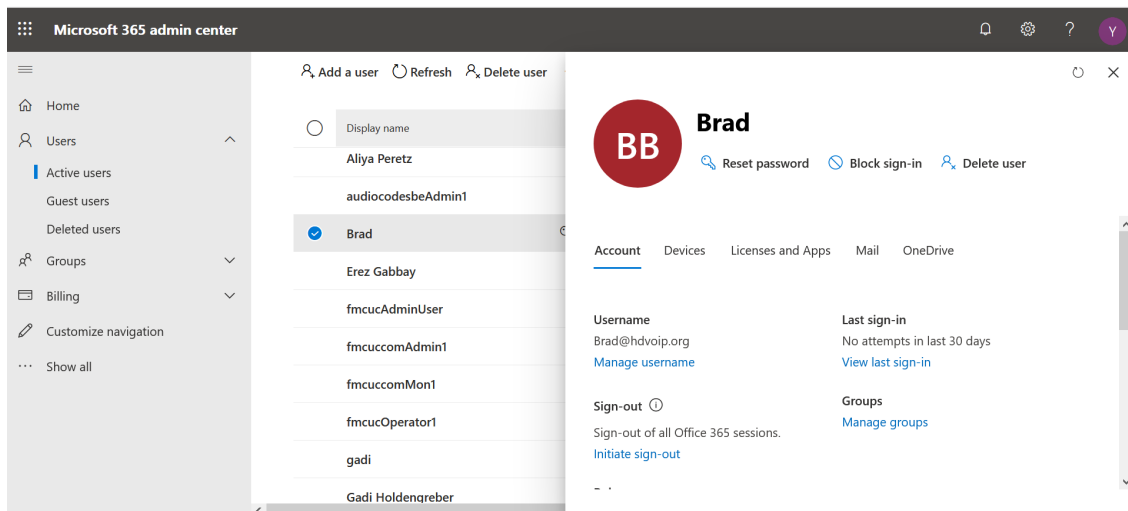 Microsoft 365 admin center
?
Y
Home
Users
Active users
Guest users
Deleted users
Groups
Billing
Customize navigation
Show all
Add a user Refresh Delete user
Display name
Aliya Peretz
audiocodesbeAdmin1
Brad
Erez Gabbay
fmcucAdminUser
fmcuccomAdmin1
fmcuccomMon1
fmcucOperator1
gadi
Gadi Holdengreber
BB
Brad
Reset password Block sign-in Delete user
Account Devices Licenses and Apps Mail OneDrive
Username
Brad@hdvoip.org
Manage username
Last sign-in
No attempts in last 30 days
View last sign-in
Sign-out
Sign-out of all Office 365 sessions.
Initiate sign-out
Groups
Manage groups